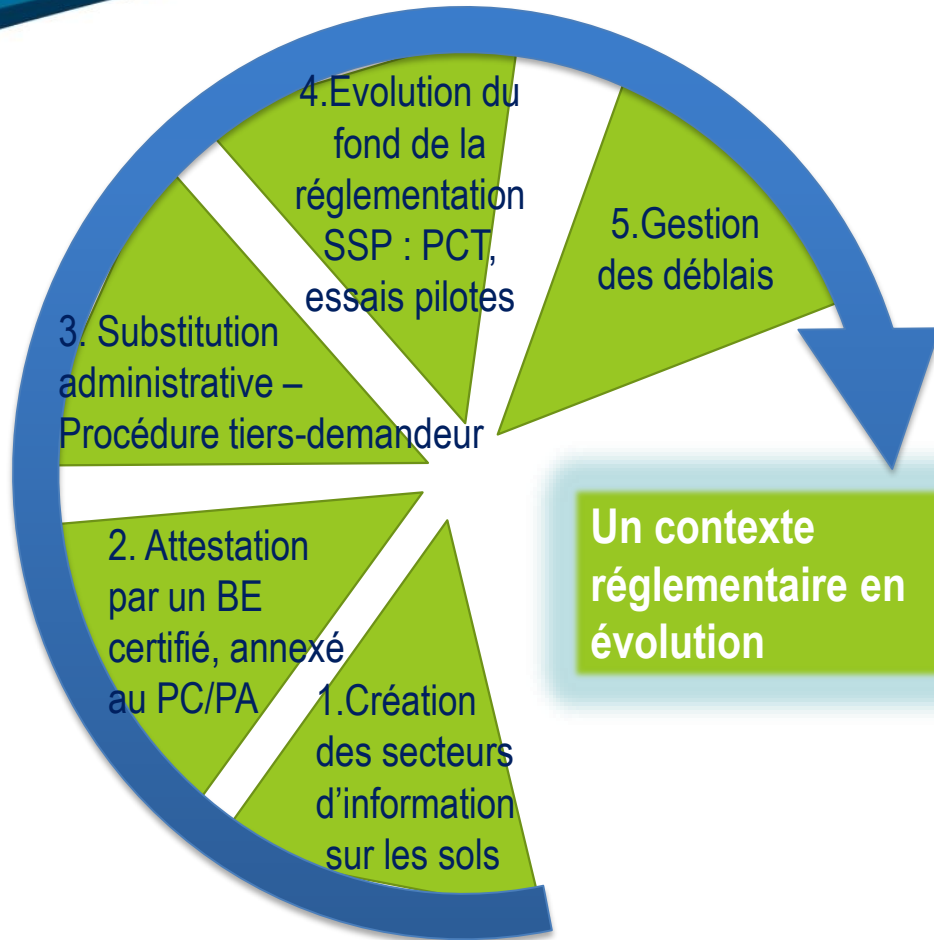 4.Evolution du
fond de la
réglementation
SSP : PCT,
essais pilotes
5.Gestion
des déblais
3. Substitution
administrative –
Procédure tiers-demandeur
2. Attestation
par un BE
certifié, annexé
au PC/PA
1.Création
des secteurs
d’information
sur les sols
Un contexte
réglementaire en
évolution